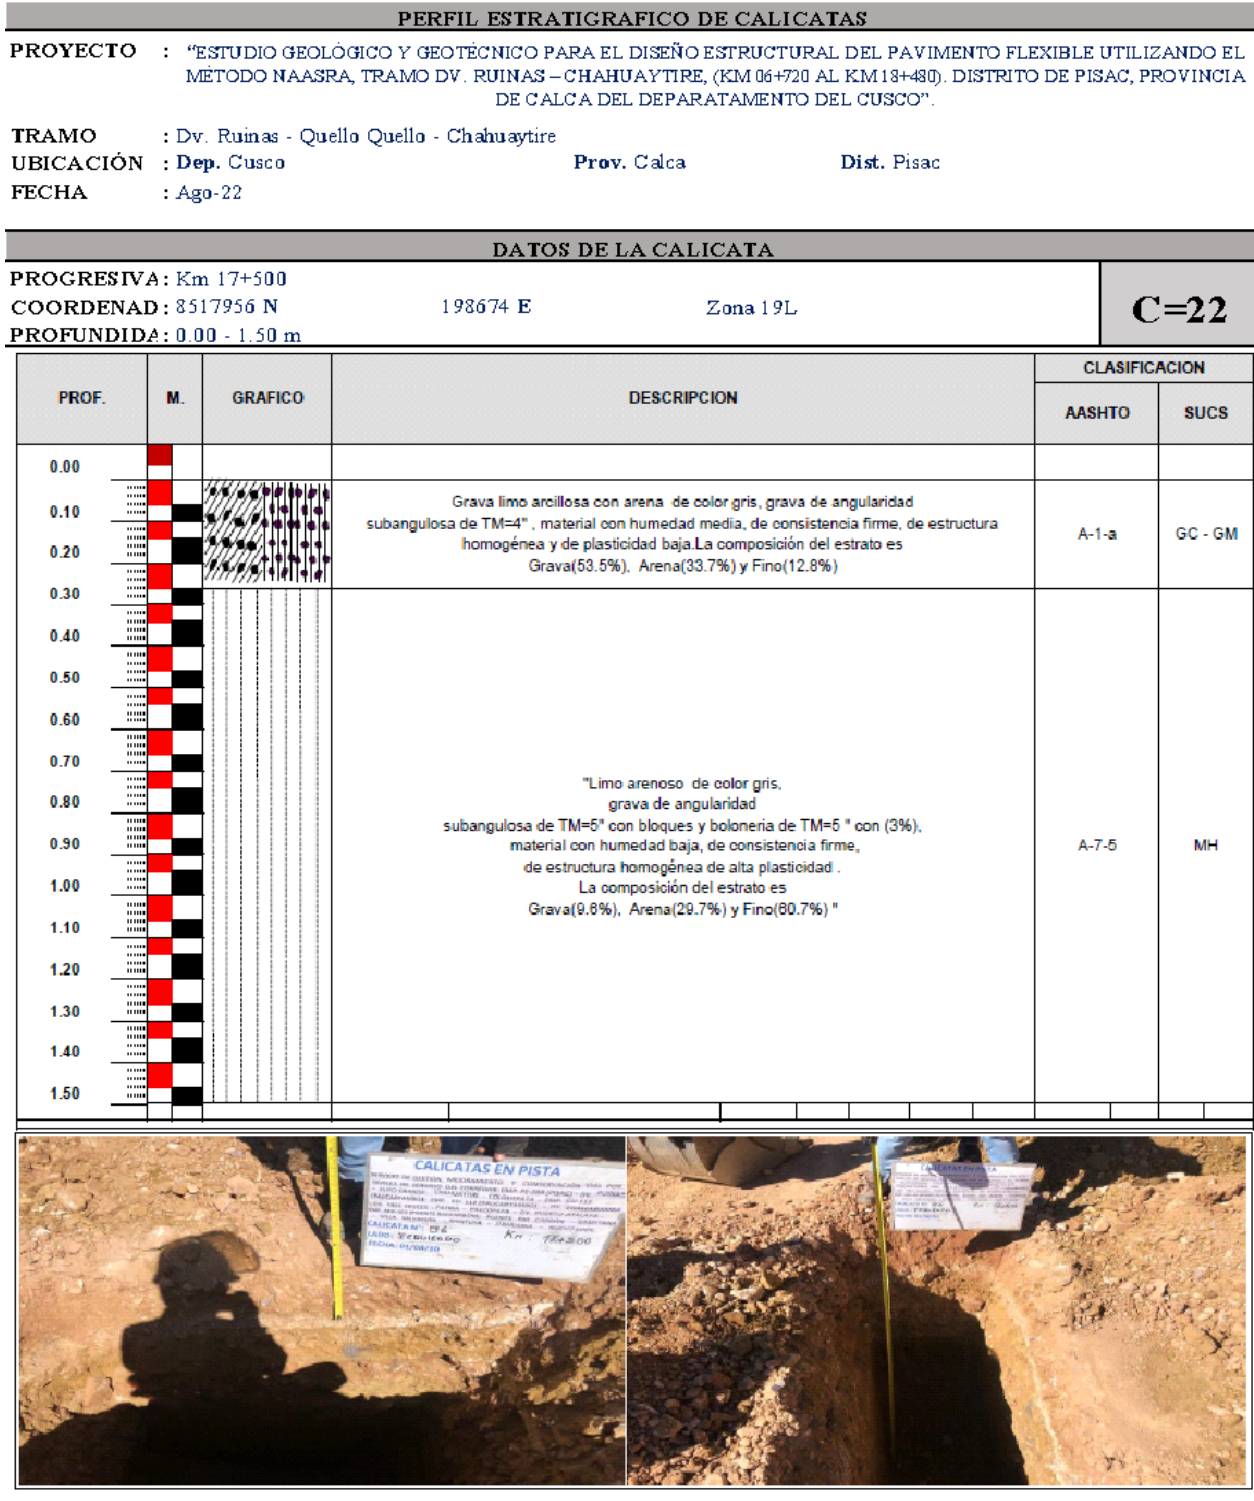 PERFIL ESTRATIGRAFICO DE CALICATAS
PROYECTO : “ESTUDIO GEOLÓGICO Y GEOTÉCNICO PARA EL DISEÑO ESTRUCTURAL DEL PAVIMENTO FLEXIBLE UTILIZANDO EL
MÉTODO NAASRA, TRAMO DV. RUINAS – CHAHUAYTIRE, (KM 06+720 AL KM 18+480). DISTRITO DE PISAC, PROVINCIA
DE CALCA DEL DEPARATAMENTO DEL CUSCO”.
TRAMO : Dv. Ruinas - Quello Quello - Chahuaytire
UBICACIÓN : Dep. Cusco Prov. Calca Dist. Pisac
FECHA : Ago-22
DATOS DE LA CALICATA
PROGRESIVA: Km 17+500
COORDENAD: 8517956 N 198674 E Zona 19L
PROFUNDIDA: 0.00 - 1.50 m
C=22
PROF. M. GRAFICO DESCRIPCION CLASIFICACION
AASHTO SUCS
0.00
0.10
0.20
Grava limo arcillosa con arena de color gris, grava de angularidad
subangulosa de TM=4" , material con humedad media, de consistencia firme, de estructura
homogénea y de plasticidad baja.La composición del estrato es
Grava(53.5%), Arena(33.7%) y Fino(12.8%)
A-1-a GC - GM
0.30
0.40
0.50
0.60
0.70
0.80
0.90
1.00
1.10
1.20
1.30
1.40
1.50
"Limo arenoso de color gris,
grava de angularidad
subangulosa de TM=5" con bloques y boloneria de TM=5 " con (3%),
material con humedad baja, de consistencia firme,
de estructura homogénea de alta plasticidad .
La composición del estrato es
Grava(9.6%), Arena(29.7%) y Fino(60.7%) "
A-7-5 MH
CALICATAS EN PISTA
CALICATA N°:
LADO: Km
FECHA:
CALICATAS EN PISTA